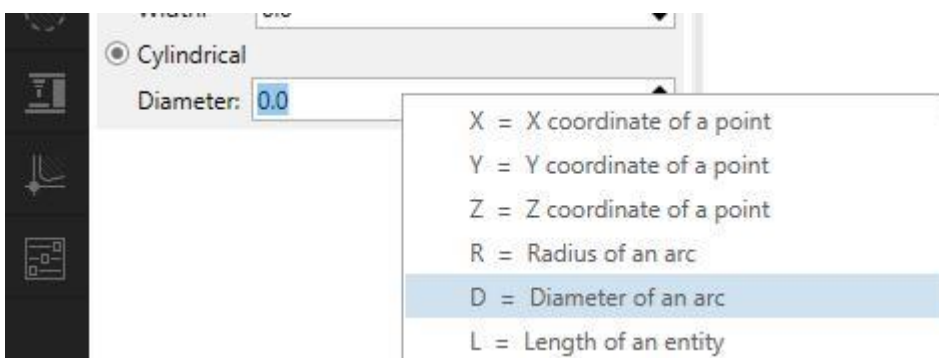 Cylindrical
Diameter: 0.0
X = X coordinate of a point
Y = Y coordinate of a point
Z = Z coordinate of a point
R = Radius of an arc
D = Diameter of an arc
L = Length of an entity